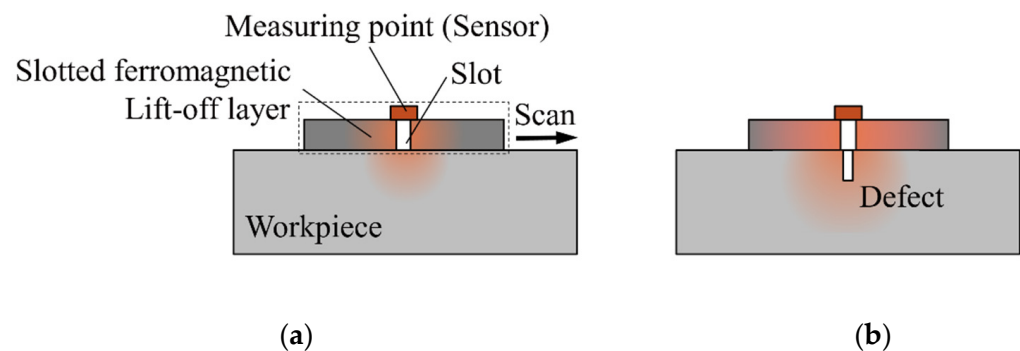 Measuring point (Sensor)
Slotted ferromagnetic
Lift-off layer
Slot
Scan
Workpiece
Defect
(a)
(b)